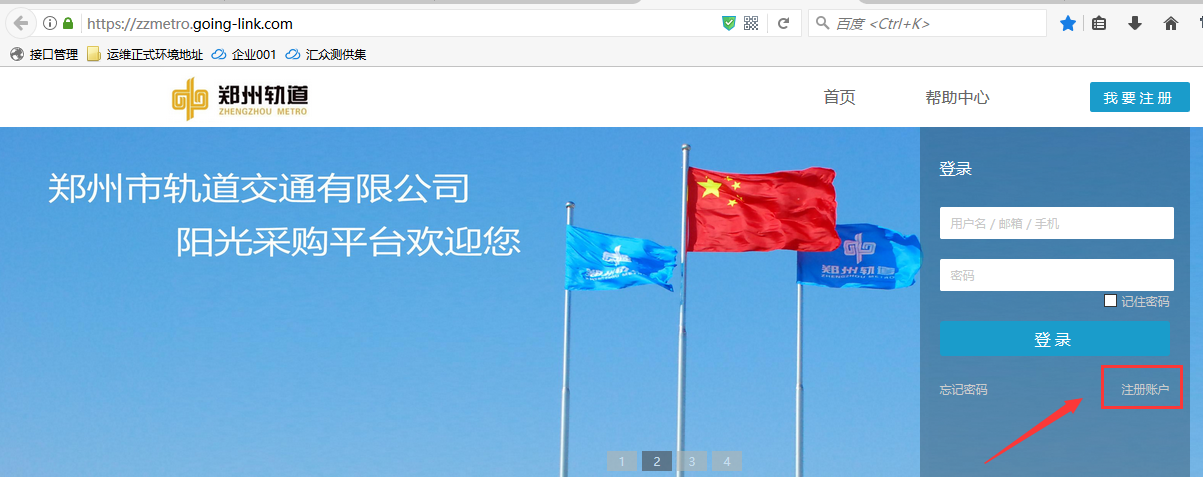 https://zzmetro.going-link.com
百度 <Ctrl+K>
接口管理 运维正式环境地址 企业001 汇众测供集
郑州轨道
ZHENGZHOU METRO
首页 帮助中心 我要注册
郑州市轨道交通有限公司
阳光采购平台欢迎您
郑州轨道
登录
用户名 / 邮箱 / 手机
密码
记住密码
登录
忘记密码 注册账户
1 2 3 4